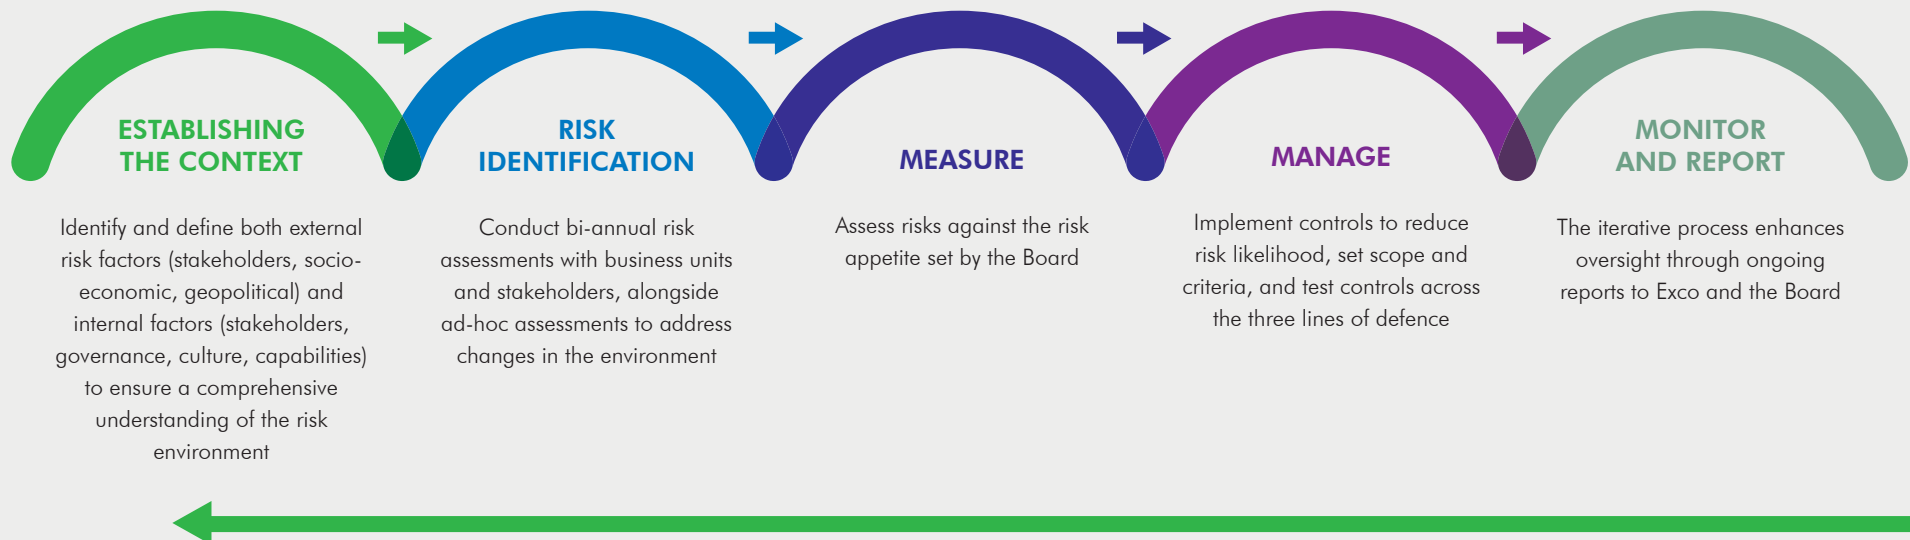 ESTABLISHING
THE CONTEXT
Identify and define both external
risk factors (stakeholders, socio-
economic, geopolitical) and
internal factors (stakeholders,
governance, culture, capabilities)
to ensure a comprehensive
understanding of the risk
environment
RISK
IDENTIFICATION
Conduct bi-annual risk
assessments with business units
and stakeholders, alongside
ad-hoc assessments to address
changes in the environment
MEASURE
Assess risks against the risk
appetite set by the Board
MANAGE
Implement controls to reduce
risk likelihood, set scope and
criteria, and test controls across
the three lines of defence
MONITOR
AND REPORT
The iterative process enhances
oversight through ongoing
reports to Exco and the Board